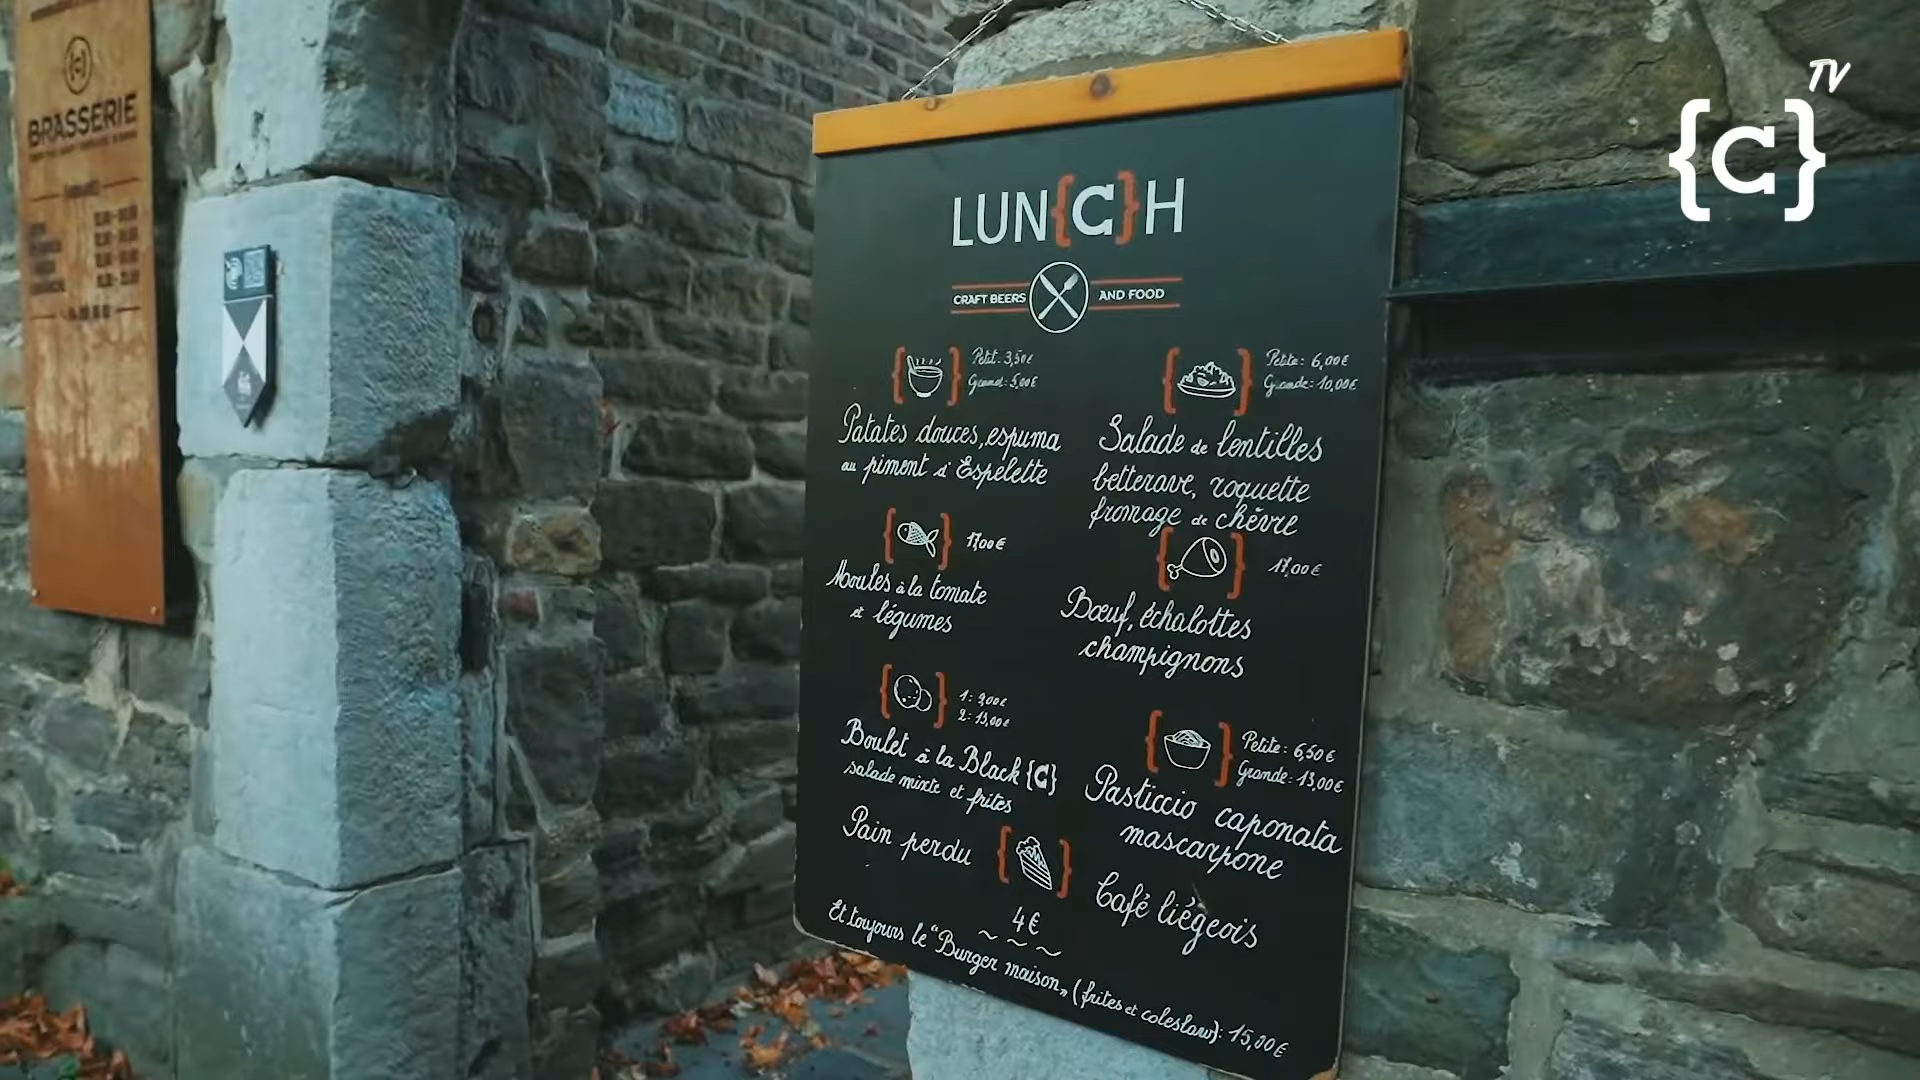 BRASSERIE
TV
{C}
LUN{C}H
CRAFT BEERS AND FOOD
Petit: 3,50€
Grand: 5,00€
Patates douces, espuma
au piment d'Espelette
Petite: 6,00€
Grande: 10,00€
Salade de lentilles
betterave, roquette
fromage de chèvre
17,00€
Moules à la tomate
et légumes
17,00€
Bœuf, échalottes
champignons
1: 9,00€
2: 13,00€
Boulet à la Black {C}
salade mixte et frites
Petite: 6,50€
Grande: 13,00€
Pasticcio caponata
mascarpone
Pain perdu
Café liégeois
4€
Et toujours le "Burger maison" (frites et coleslaw): 15,00€